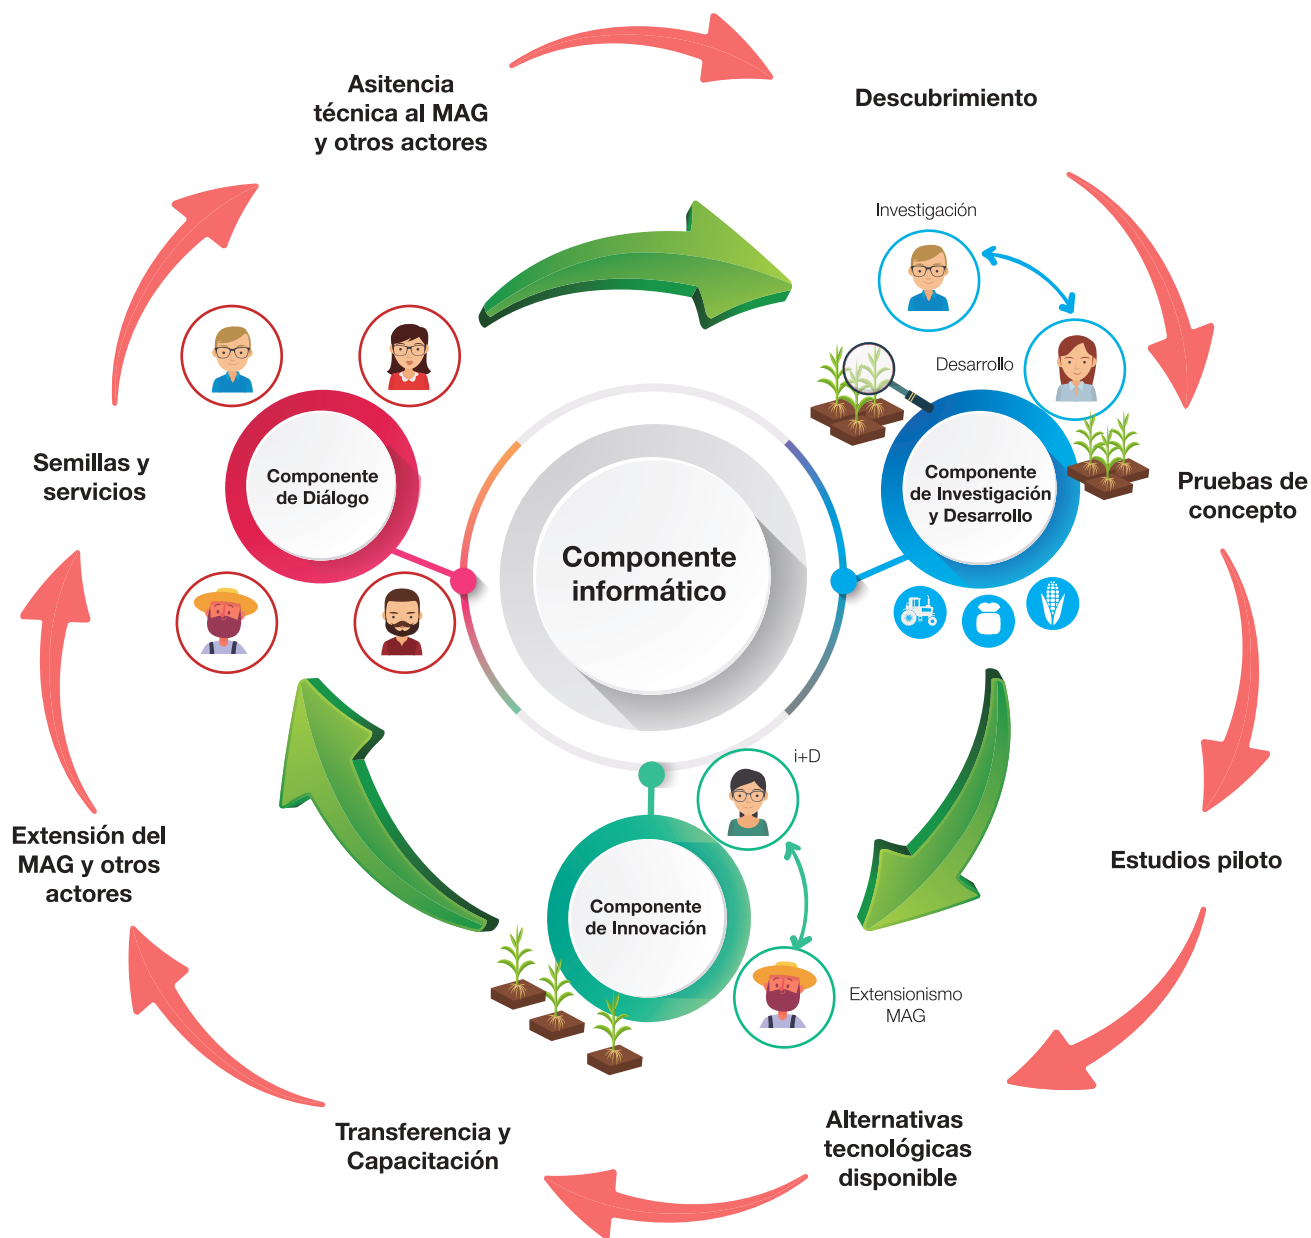 Asitencia
técnica al MAG
y otros actores
Descubrimiento
Investigación
Desarrollo
Componente
de Diálogo
Componente
de Investigación
y Desarrollo
Semillas y
servicios
Pruebas de
concepto
Componente
informático
i+D
Extensión del
MAG y otros
actores
Estudios piloto
Componente
de Innovación
Extensionismo
MAG
Transferencia y
Capacitación
Alternativas
tecnológicas
disponible